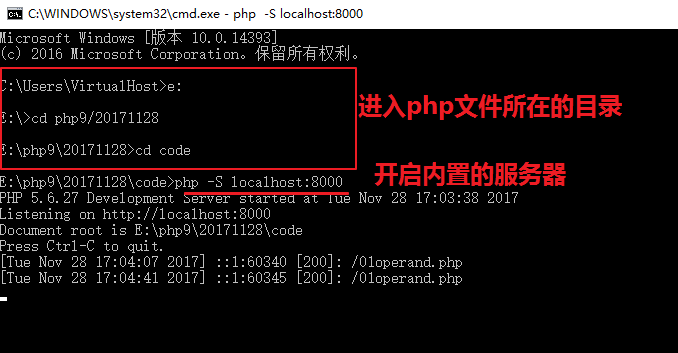 C:\WINDOWS\system32\cmd.exe - php  -S localhost:8000
Microsoft Windows [版本 10.0.14393]
(c) 2016 Microsoft Corporation。保留所有权利。
C:\Users\VirtualHost>e:
进入php文件所在的目录
E:\>cd php9/20171128
E:\php9\20171128>cd code
开启内置的服务器
E:\php9\20171128\code>php -S localhost:8000
PHP 5.6.27 Development Server started at Tue Nov 28 17:03:38 2017
Listening on http://localhost:8000
Document root is E:\php9\20171128\code
Press Ctrl-C to quit.
[Tue Nov 28 17:04:07 2017] ::1:60340 [200]: /01operand.php
[Tue Nov 28 17:04:41 2017] ::1:60345 [200]: /01operand.php